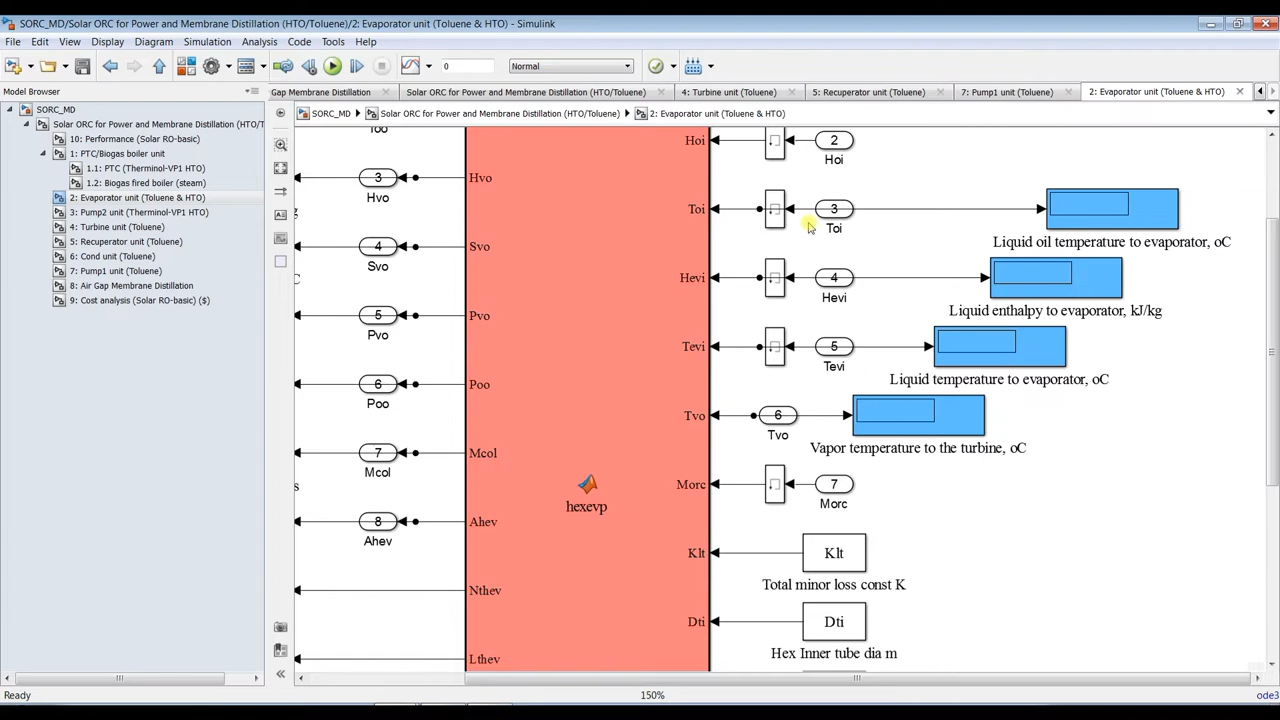 SORC_MD/Solar ORC for Power and Membrane Distillation (HTO/Toluene)/2: Evaporator unit (Toluene & HTO) - Simulink
File Edit View Display Diagram Simulation Analysis Code Tools Help
0 Normal
Model Browser
Gap Membrane Distillation Solar ORC for Power and Membrane Distillation (HTO/Toluene) 4: Turbine unit (Toluene) 5: Recuperator unit (Toluene) 7: Pump1 unit (Toluene) 2: Evaporator unit (Toluene & HTO)
SORC_MD Solar ORC for Power and Membrane Distillation (HTO/Toluene) 2: Evaporator unit (Toluene & HTO)
SORC_MD
Solar ORC for Power and Membrane Distillation (HTO/T
10: Performance (Solar RO-basic)
1: PTC/Biogas boiler unit
1.1: PTC (Therminol-VP1 HTO)
1.2: Biogas fired boiler (steam)
2: Evaporator unit (Toluene & HTO)
3: Pump2 unit (Therminol-VP1 HTO)
4: Turbine unit (Toluene)
5: Recuperator unit (Toluene)
6: Cond unit (Toluene)
7: Pump1 unit (Toluene)
8: Air Gap Membrane Distillation
9: Cost analysis (Solar RO-basic) ($)
Too
3 Hvo
Hvo
4 Svo
Svo
5 Pvo
Pvo
6 Poo
Poo
7 Mcol
Mcol
8 Ahev
Ahev
Nthev
Lthev
s
C
hexevp
Hoi 2
Hoi
Toi 3
Toi
Liquid oil temperature to evaporator, oC
Hevi 4
Hevi
Liquid enthalpy to evaporator, kJ/kg
Tevi 5
Tevi
Liquid temperature to evaporator, oC
Tvo 6
Tvo
Vapor temperature to the turbine, oC
Morc 7
Morc
Klt Klt
Total minor loss const K
Dti Dti
Hex Inner tube dia m
Ready 150% ode3